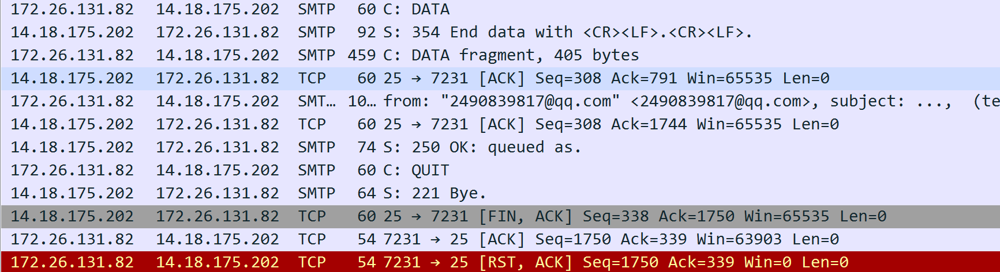 172.26.131.82 14.18.175.202 SMTP 60 C: DATA
14.18.175.202 172.26.131.82 SMTP 92 S: 354 End data with <CR><LF>.<CR><LF>.
172.26.131.82 14.18.175.202 SMTP 459 C: DATA fragment, 405 bytes
14.18.175.202 172.26.131.82 TCP 60 25 → 7231 [ACK] Seq=308 Ack=791 Win=65535 Len=0
172.26.131.82 14.18.175.202 SMT… 10… from: "2490839817@qq.com" <2490839817@qq.com>, subject: ..., (te
14.18.175.202 172.26.131.82 TCP 60 25 → 7231 [ACK] Seq=308 Ack=1744 Win=65535 Len=0
14.18.175.202 172.26.131.82 SMTP 74 S: 250 OK: queued as.
172.26.131.82 14.18.175.202 SMTP 60 C: QUIT
14.18.175.202 172.26.131.82 SMTP 64 S: 221 Bye.
14.18.175.202 172.26.131.82 TCP 60 25 → 7231 [FIN, ACK] Seq=338 Ack=1750 Win=65535 Len=0
172.26.131.82 14.18.175.202 TCP 54 7231 → 25 [ACK] Seq=1750 Ack=339 Win=63903 Len=0
172.26.131.82 14.18.175.202 TCP 54 7231 → 25 [RST, ACK] Seq=1750 Ack=339 Win=0 Len=0